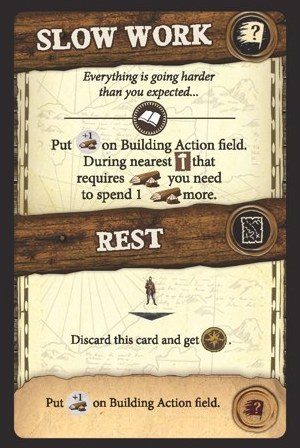 SLOW WORK
?
Everything is going harder
than you expected...
Put +1 on Building Action field.
During nearest that
requires you need
to spend 1 more.
REST
Discard this card and get .
Put +1 on Building Action field.
?